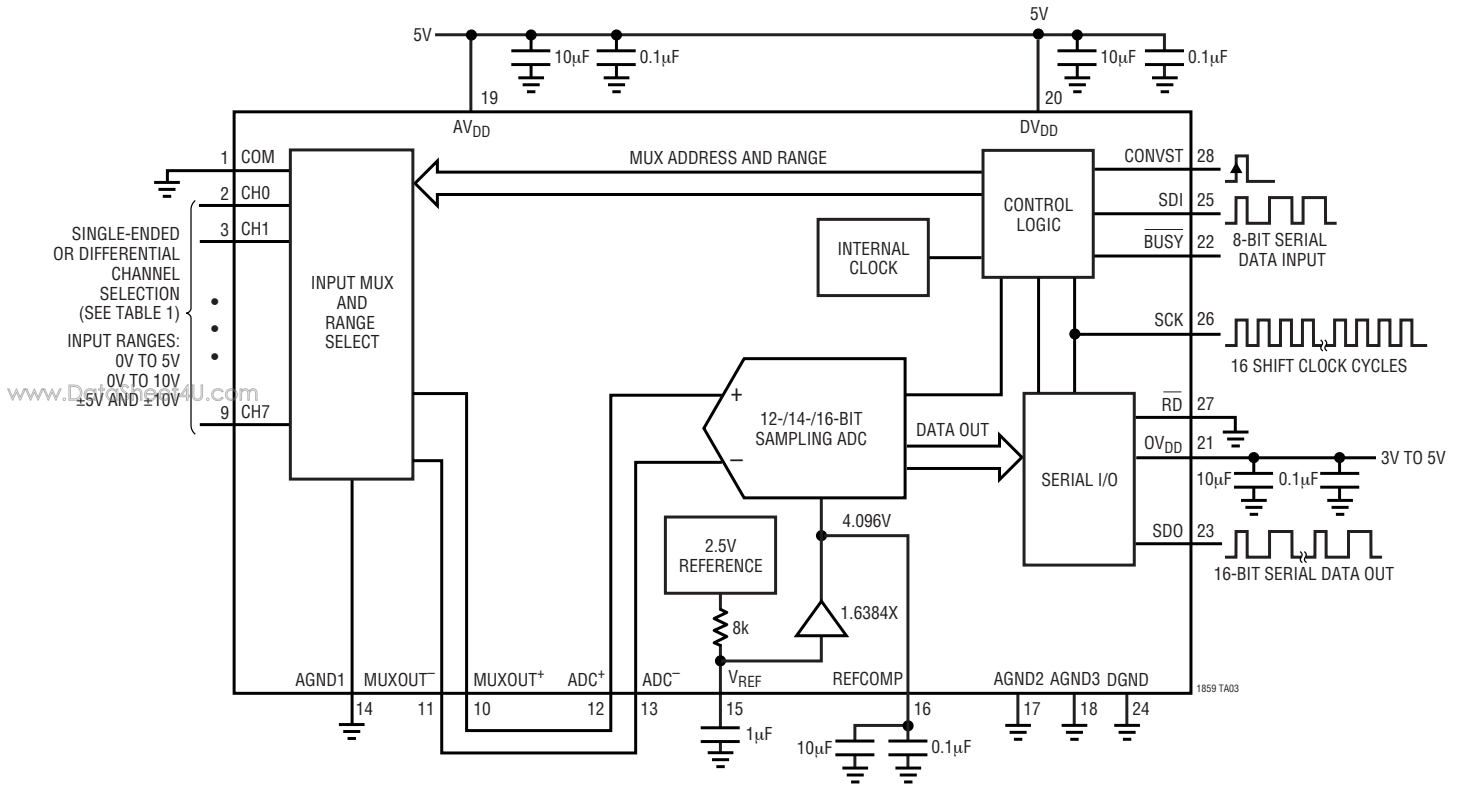 5V
5V
10µF
0.1µF
10µF
0.1µF
19
20
AVDD
DVDD
1
COM
2
CH0
3
CH1
9
CH7
SINGLE-ENDED
OR DIFFERENTIAL
CHANNEL
SELECTION
(SEE TABLE 1)
INPUT RANGES:
0V TO 5V
0V TO 10V
±5V AND ±10V
www.DataSheet4U.com
INPUT MUX
AND
RANGE
SELECT
MUX ADDRESS AND RANGE
INTERNAL
CLOCK
CONTROL
LOGIC
CONVST
28
SDI
25
BUSY
22
8-BIT SERIAL
DATA INPUT
SCK
26
16 SHIFT CLOCK CYCLES
+
–
12-/14-/16-BIT
SAMPLING ADC
DATA OUT
SERIAL I/O
RD
27
OVDD
21
3V TO 5V
10µF
0.1µF
SDO
23
16-BIT SERIAL DATA OUT
4.096V
2.5V
REFERENCE
8k
1.6384X
AGND1
MUXOUT–
MUXOUT+
ADC+
ADC–
VREF
REFCOMP
AGND2
AGND3
DGND
1859 TA03
14
11
10
12
13
15
16
17
18
24
1µF
10µF
0.1µF